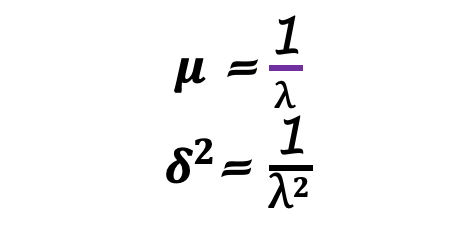 μ = 1/λ
δ² = 1/λ²